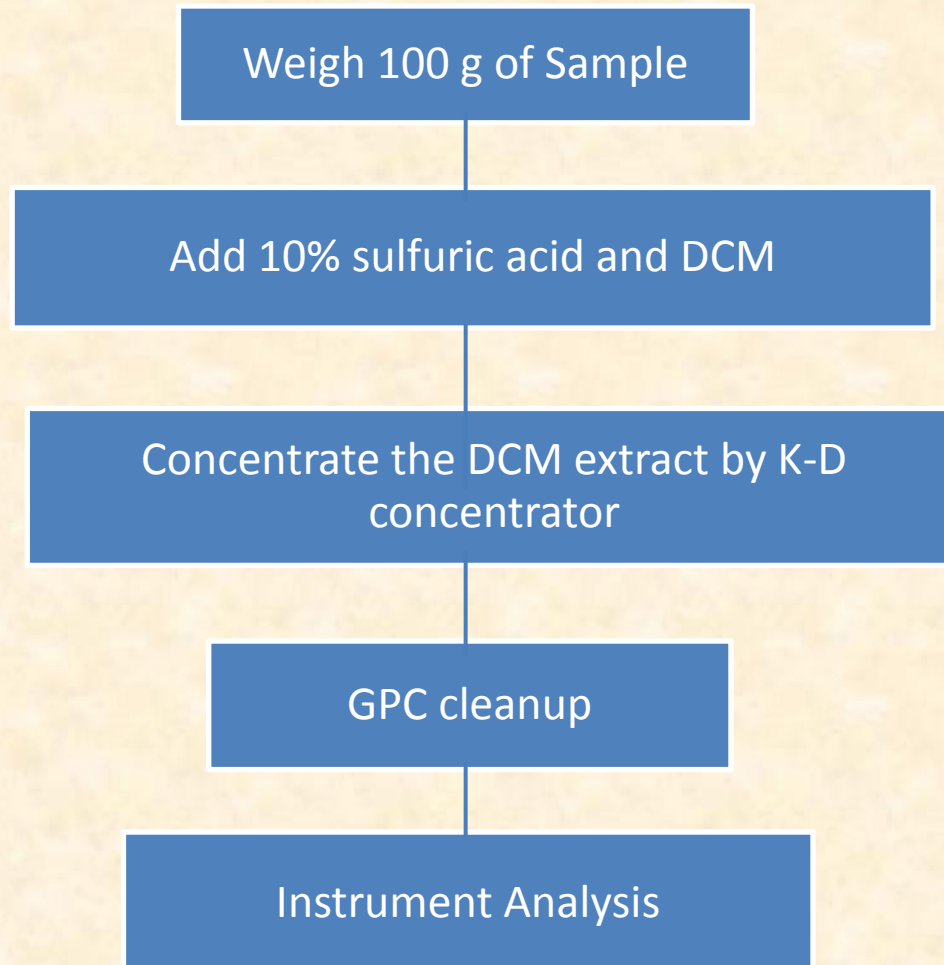 Weigh 100 g of Sample
Add 10% sulfuric acid and DCM
Concentrate the DCM extract by K-D
concentrator
GPC cleanup
Instrument Analysis